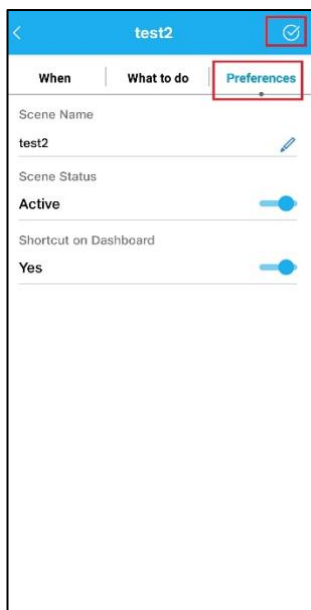 test2
When What to do Preferences
Scene Name
test2
Scene Status
Active
Shortcut on Dashboard
Yes